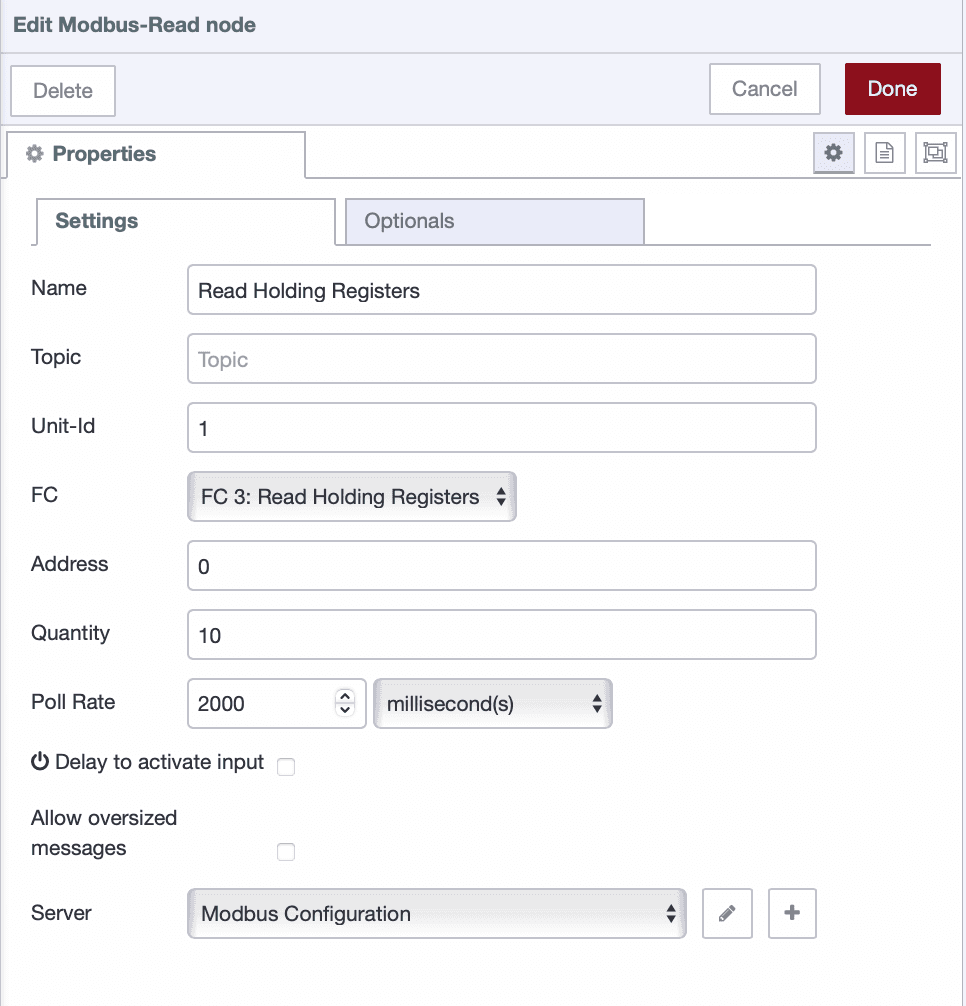 Edit Modbus-Read node
Delete
Cancel
Done
Properties
Settings
Optionals
Name
Read Holding Registers
Topic
Topic
Unit-Id
1
FC
FC 3: Read Holding Registers
Address
0
Quantity
10
Poll Rate
2000
millisecond(s)
Delay to activate input
Allow oversized
messages
Server
Modbus Configuration